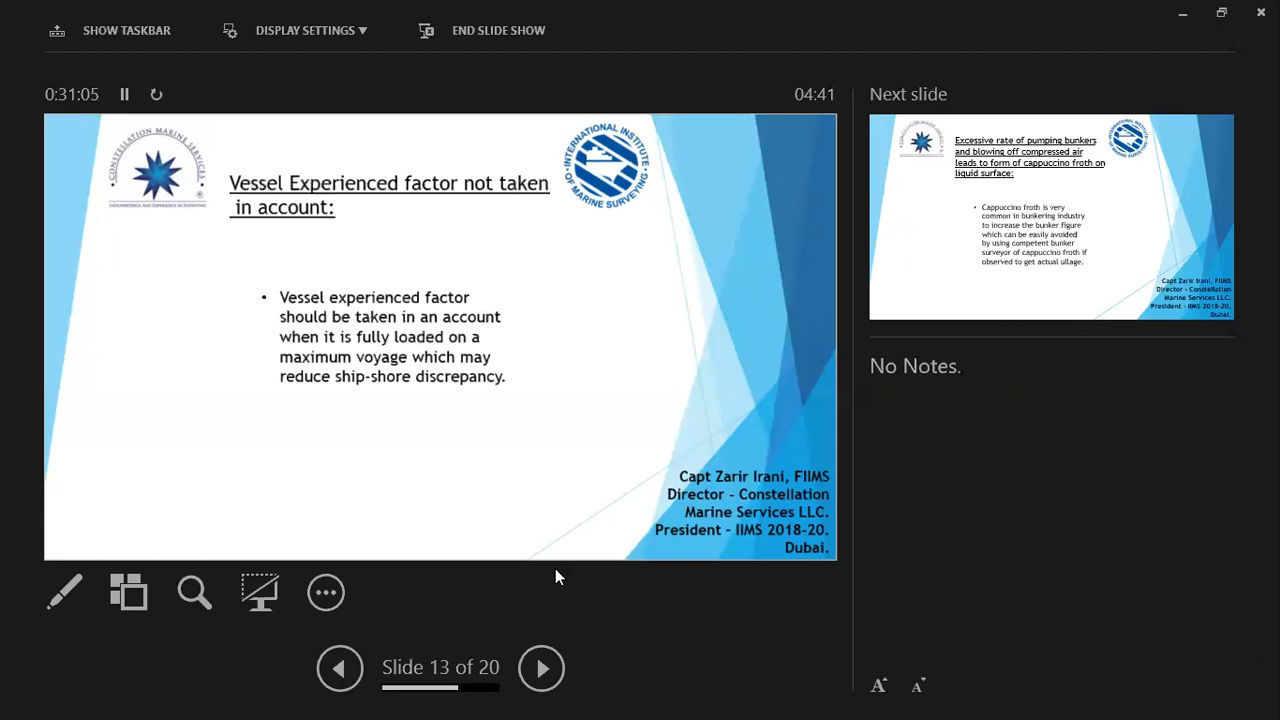 SHOW TASKBAR
DISPLAY SETTINGS
END SLIDE SHOW
0:31:05
04:41
CONSTELLATION MARINE SERVICES
INTERNATIONAL INSTITUTE
OF MARINE SURVEYING
Vessel Experienced factor not taken
in account:
• Vessel experienced factor
should be taken in an account
when it is fully loaded on a
maximum voyage which may
reduce ship-shore discrepancy.
Capt Zarir Irani, FIIMS
Director - Constellation
Marine Services LLC.
President - IIMS 2018-20.
Dubai.
Slide 13 of 20
Next slide
Excessive rate of pumping bunkers
and blowing off compressed air
leads to form of cappuccino froth on
liquid surface:
• Cappuccino froth is very
common in bunkering industry
to increase the bunker figure
which can be easily avoided
by using competent bunker
surveyor of cappuccino froth if
observed to get actual ullage.
Capt Zarir Irani, FIIMS
Director - Constellation
Marine Services LLC.
President - IIMS 2018-20.
Dubai.
No Notes.
A A